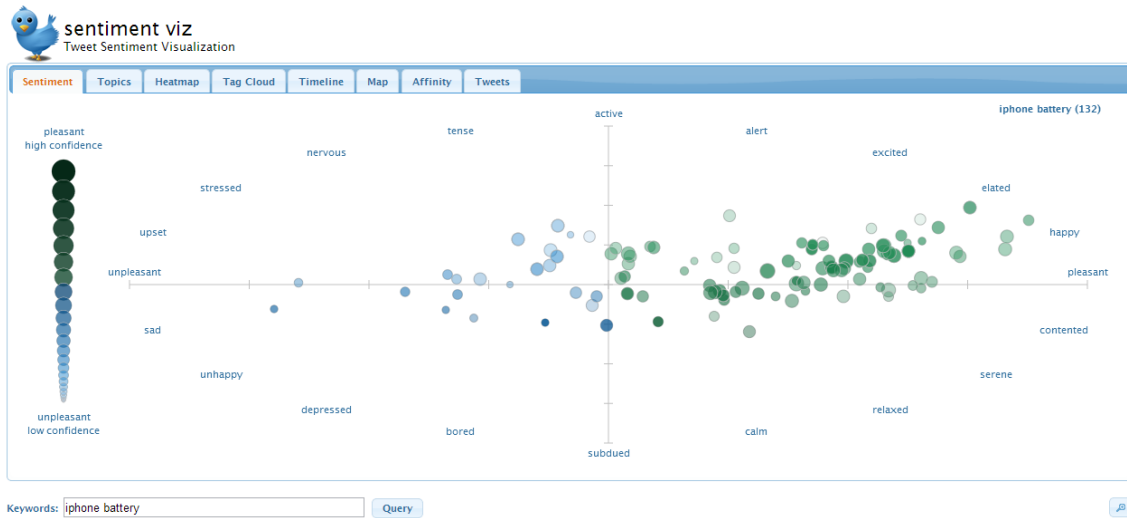 sentiment viz
Tweet Sentiment Visualization
Sentiment Topics Heatmap Tag Cloud Timeline Map Affinity Tweets
iphone battery (132)
active
pleasant
high confidence
tense
alert
nervous
excited
stressed
elated
upset
happy
unpleasant
pleasant
sad
contented
unhappy
serene
depressed
relaxed
unpleasant
low confidence
bored
calm
subdued
Keywords: iphone battery Query